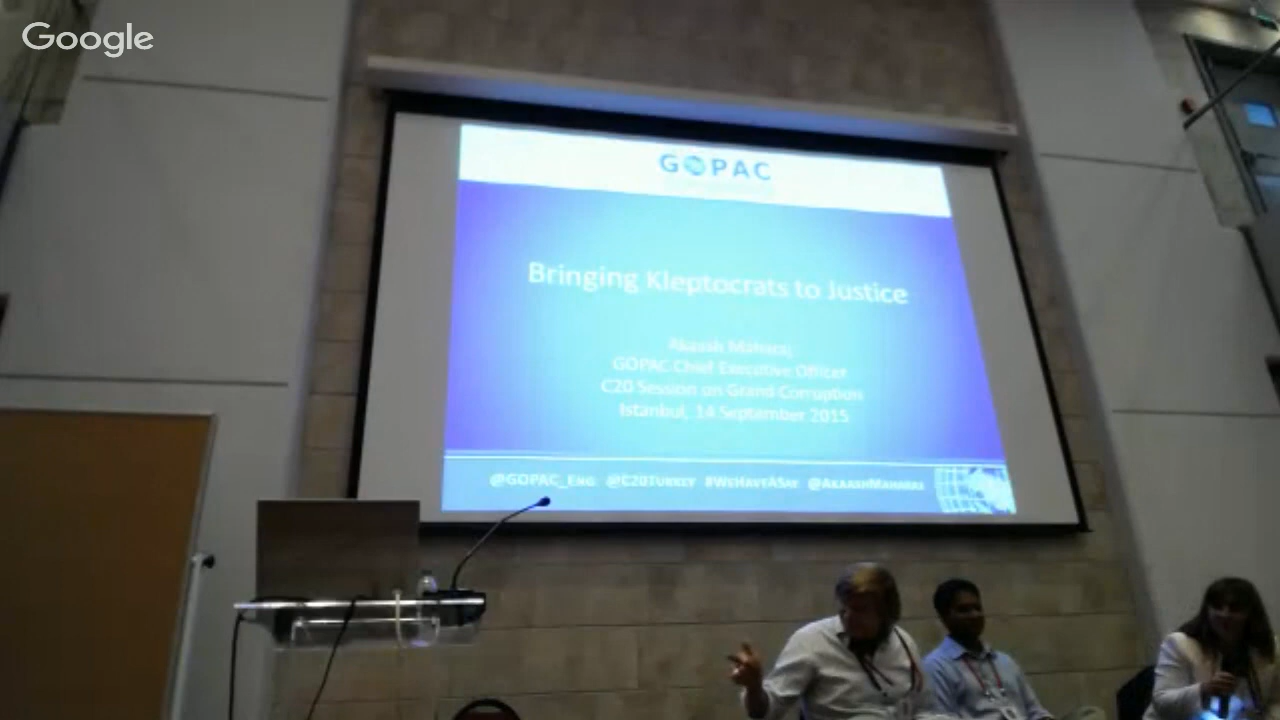 Google
GOPAC
Bringing Kleptocrats to Justice
Akaash Maharaj
GOPAC Chief Executive Officer
C20 Session on Grand Corruption
Istanbul, 14 September 2015
@GOPAC_Eng @C20Turkey #WeHaveASay @AkaashMaharaj